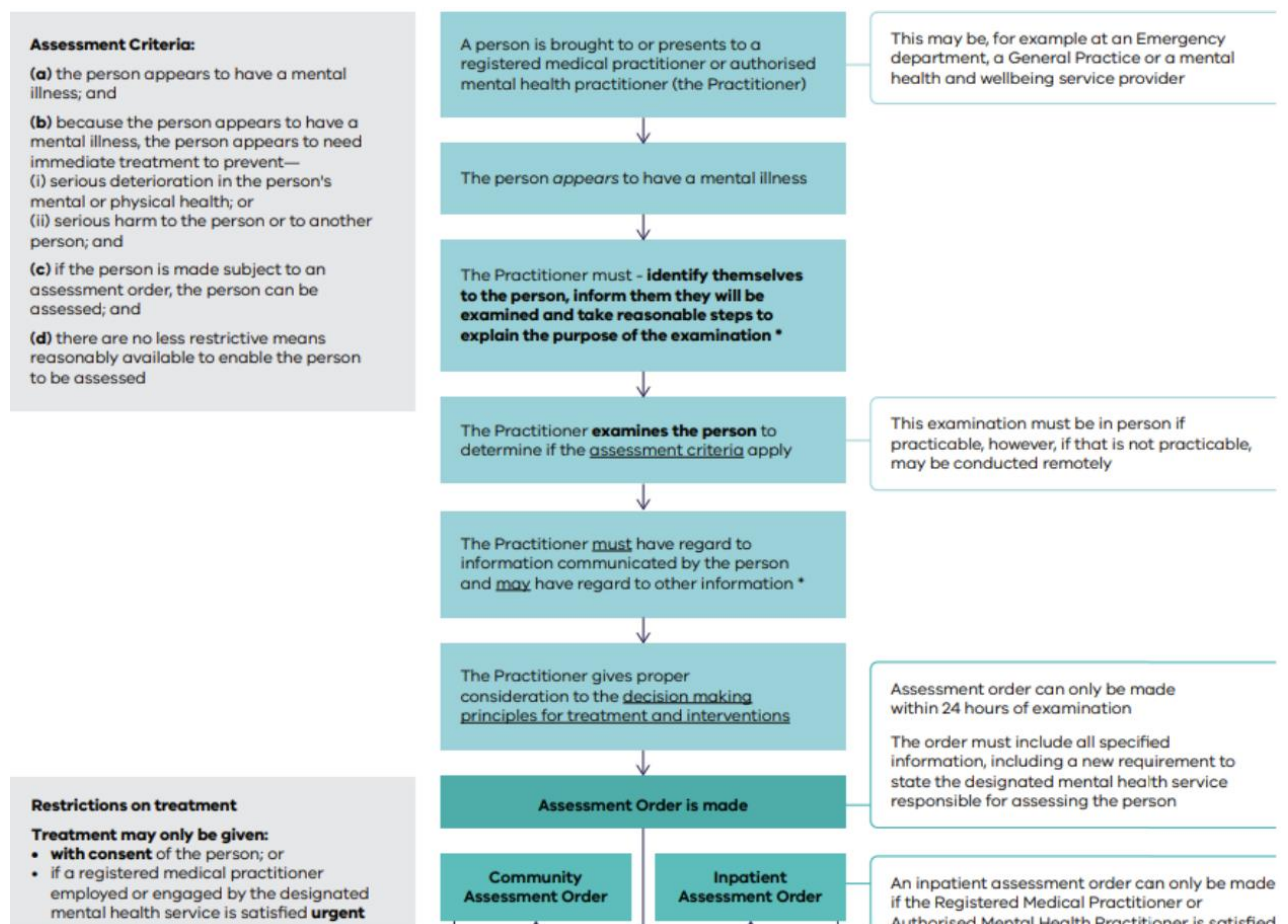 Assessment Criteria:
(a) the person appears to have a mental
illness; and
(b) because the person appears to have a
mental illness, the person appears to need
immediate treatment to prevent—
(i) serious deterioration in the person's
mental or physical health; or
(ii) serious harm to the person or to another
person; and
(c) if the person is made subject to an
assessment order, the person can be
assessed; and
(d) there are no less restrictive means
reasonably available to enable the person
to be assessed
A person is brought to or presents to a
registered medical practitioner or authorised
mental health practitioner (the Practitioner)
This may be, for example at an Emergency
department, a General Practice or a mental
health and wellbeing service provider
The person appears to have a mental illness
The Practitioner must - identify themselves
to the person, inform them they will be
examined and take reasonable steps to
explain the purpose of the examination *
The Practitioner examines the person to
determine if the assessment criteria apply
This examination must be in person if
practicable, however, if that is not practicable,
may be conducted remotely
The Practitioner must have regard to
information communicated by the person
and may have regard to other information *
The Practitioner gives proper
consideration to the decision making
principles for treatment and interventions
Assessment order can only be made
within 24 hours of examination
The order must include all specified
information, including a new requirement to
state the designated mental health service
responsible for assessing the person
Assessment Order is made
Restrictions on treatment
Treatment may only be given:
• with consent of the person; or
• if a registered medical practitioner
employed or engaged by the designated
mental health service is satisfied urgent
Community
Assessment Order
Inpatient
Assessment Order
An inpatient assessment order can only be made
if the Registered Medical Practitioner or
Authorised Mental Health Practitioner is satisfied